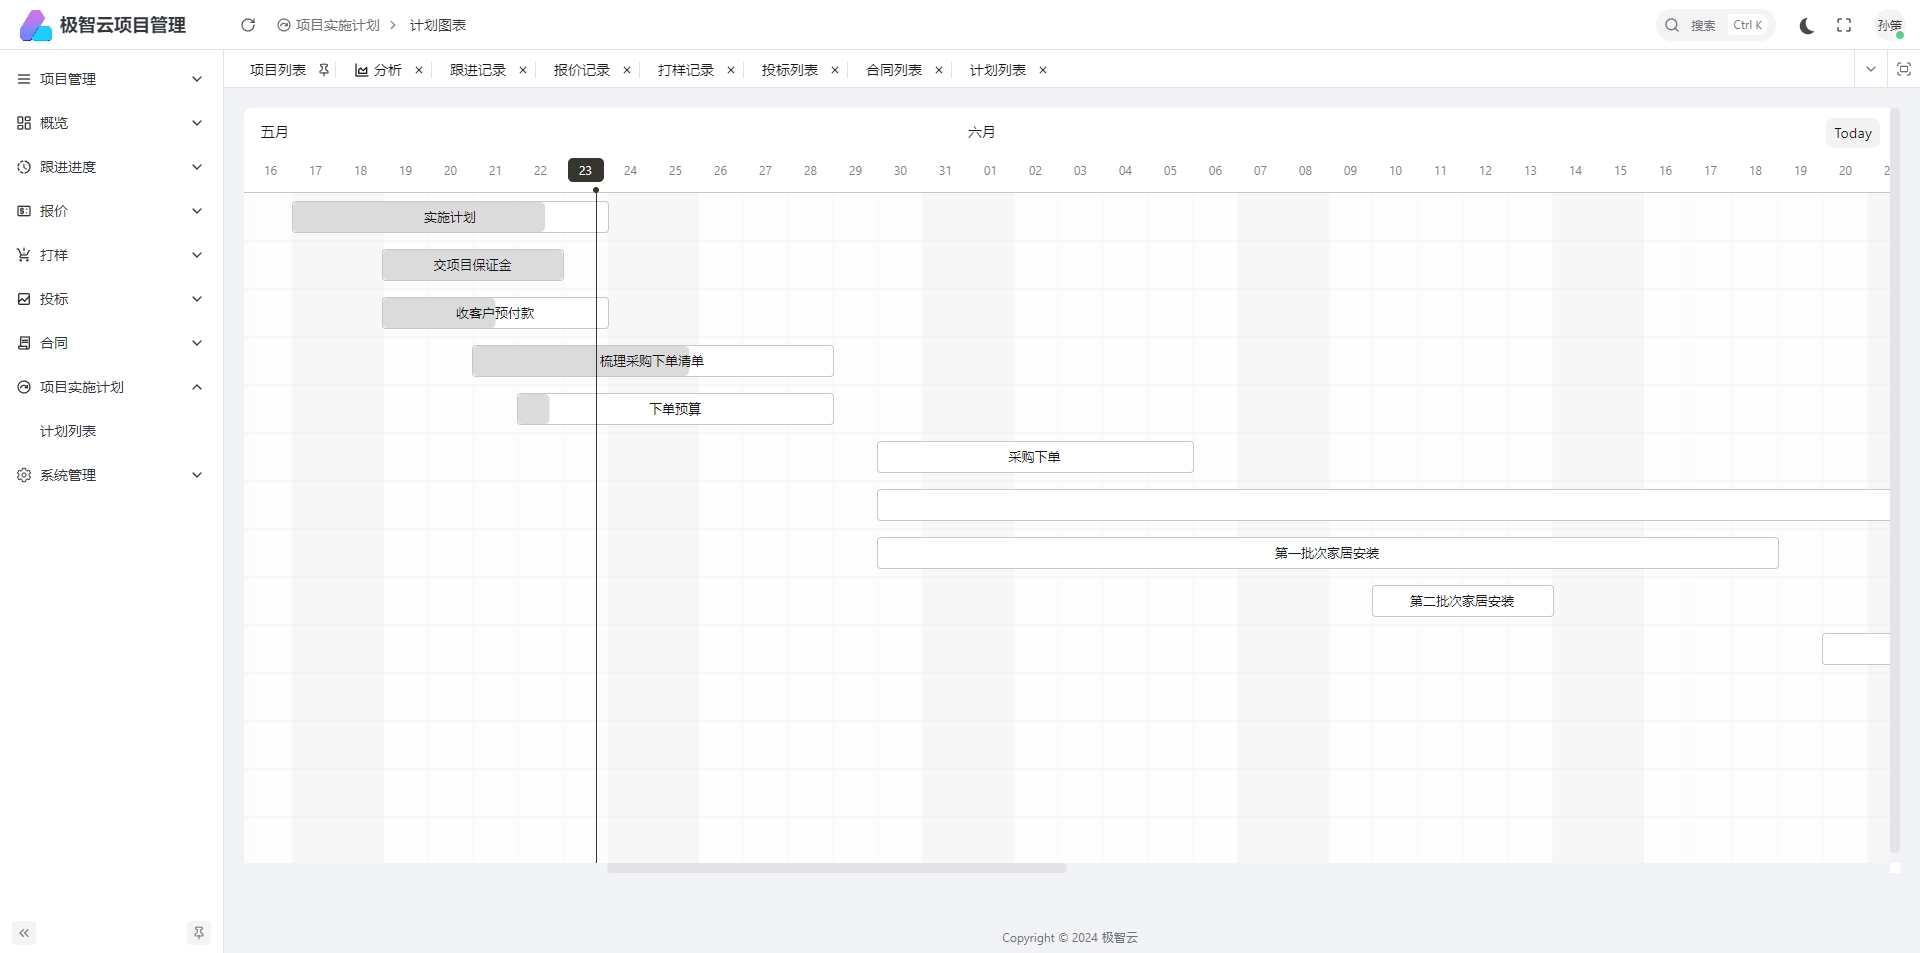 极智云项目管理
项目实施计划
计划图表
搜索 Ctrl K
孙策
项目管理
概览
跟进进度
报价
打样
投标
合同
项目实施计划
计划列表
系统管理
项目列表 分析 跟进记录 报价记录 打样记录 投标列表 合同列表 计划列表
五月 六月 Today
16 17 18 19 20 21 22 23 24 25 26 27 28 29 30 31 01 02 03 04 05 06 07 08 09 10 11 12 13 14 15 16 17 18 19 20
实施计划
交项目保证金
收客户预付款
梳理采购下单清单
下单预算
采购下单
第一批次家居安装
第二批次家居安装
Copyright © 2024 极智云